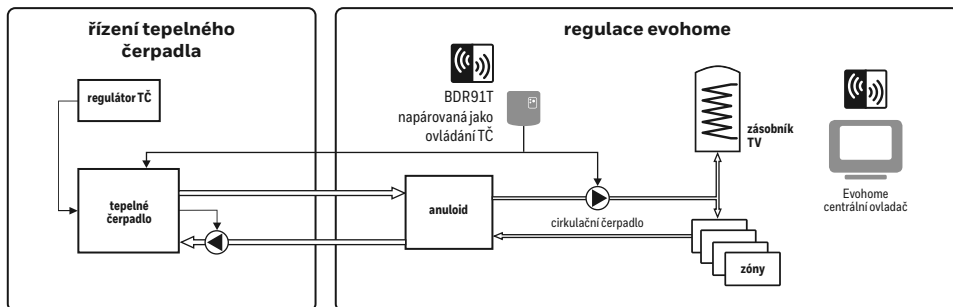 řízení tepelného
čerpadla
regulátor TČ
tepelné
čerpadlo
regulace evohome
BDR91T
napárovaná jako
ovládání TČ
anuloid
cirkulační čerpadlo
zásobník
TV
zóny
Evohome
centrální ovladač